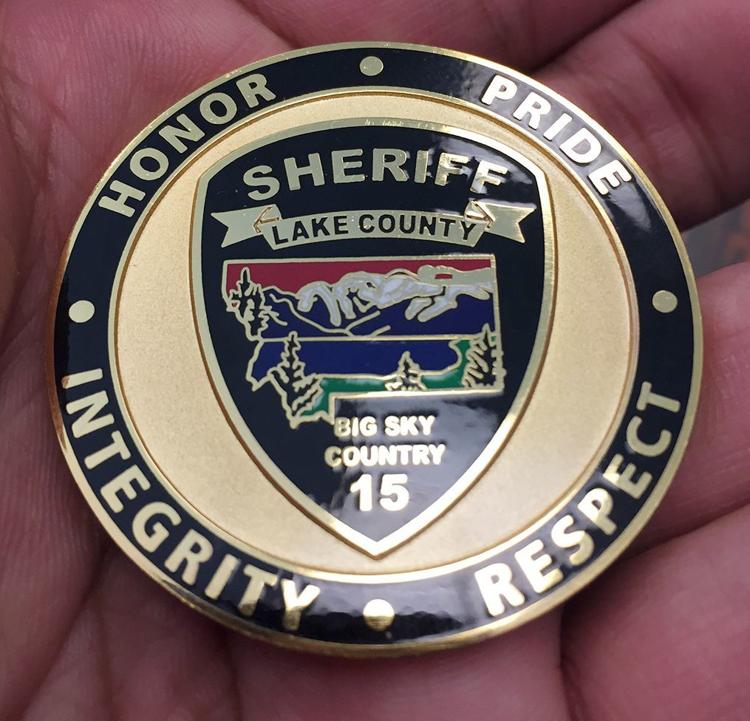 HONOR • PRIDE
SHERIFF
LAKE COUNTY
BIG SKY
COUNTRY
15
INTEGRITY • RESPECT